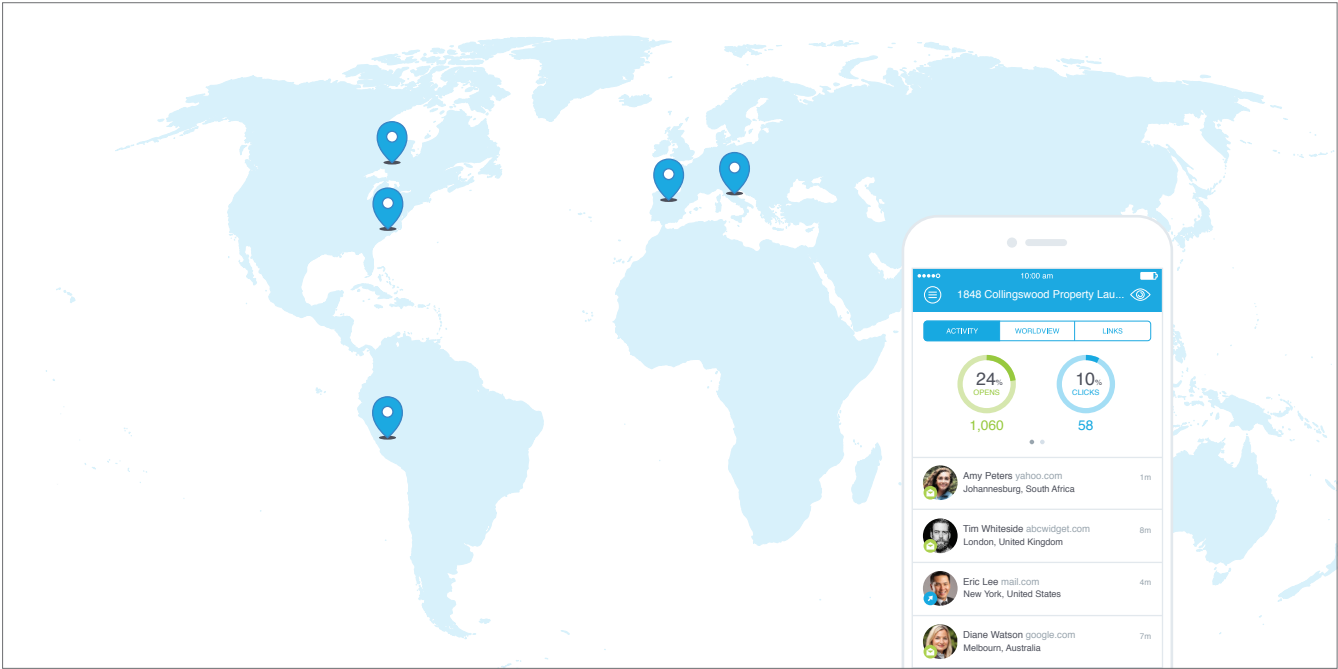 10:00 am
1848 Collingswood Property Lau...
ACTIVITY WORLDVIEW LINKS
24% 10%
OPENS CLICKS
1,060 58
Amy Peters yahoo.com 1m
Johannesburg, South Africa
Tim Whiteside abcwidget.com 8m
London, United Kingdom
Eric Lee mail.com 4m
New York, United States
Diane Watson google.com 7m
Melbourn, Australia